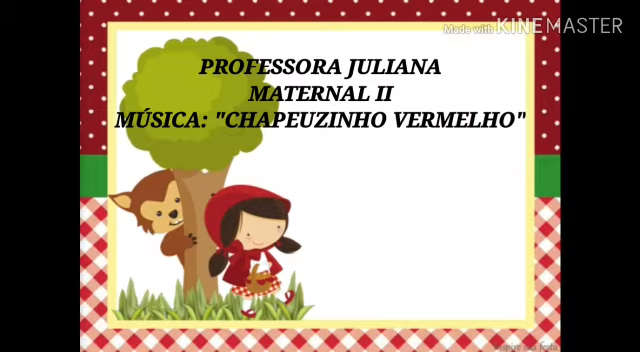 Made with KINEMASTER
PROFESSORA JULIANA
MATERNAL II
MÚSICA: "CHAPEUZINHO VERMELHO"